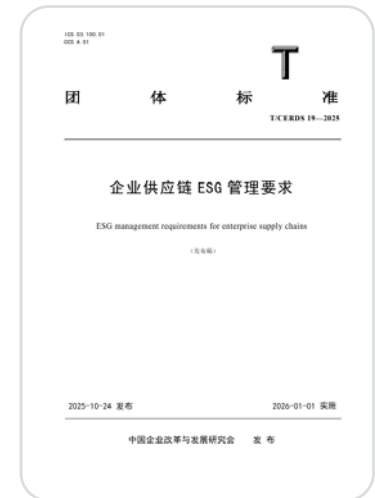 ICS 03.100.01
CCS A 01
T
团 体 标 准
T/CERDS 19—2025
企业供应链 ESG 管理要求
ESG management requirements for enterprise supply chains
（发布稿）
2025-10-24 发布
2026-01-01 实施
中国企业改革与发展研究会 发 布